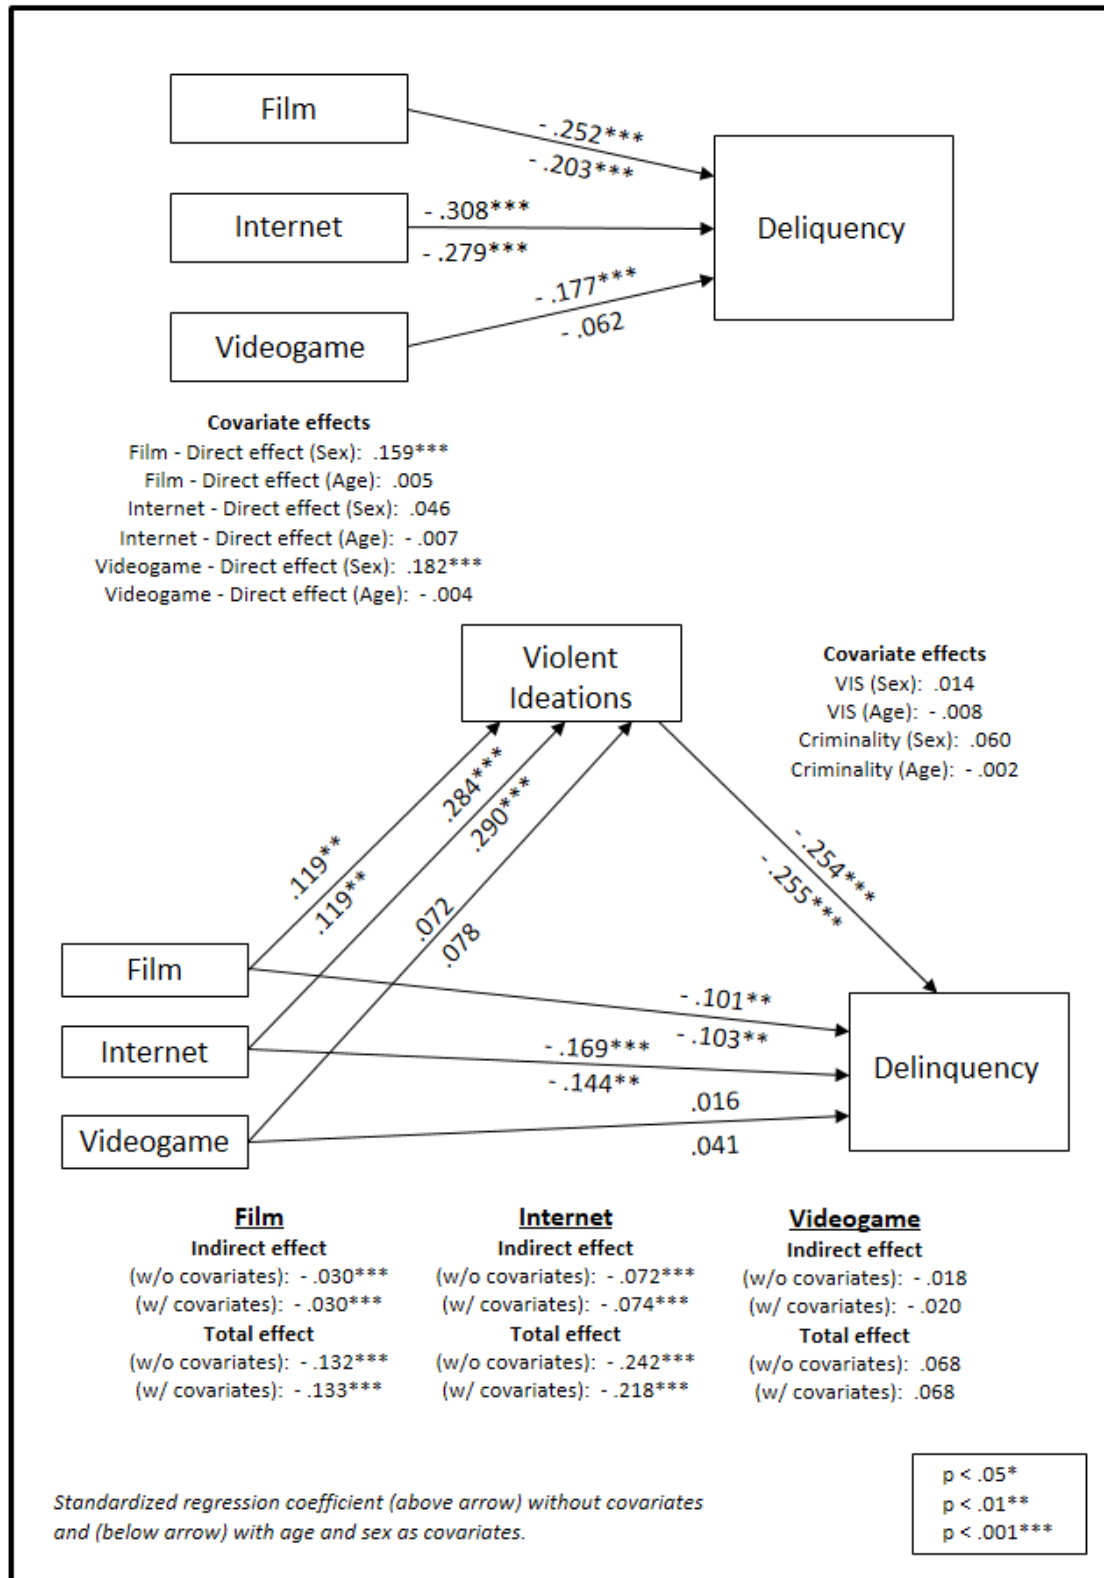 Film
- .252***
- .203***
Internet
- .308***
- .279***
Deliquency
Videogame
- .177***
- .062
Covariate effects
Film - Direct effect (Sex): .159***
Film - Direct effect (Age): .005
Internet - Direct effect (Sex): .046
Internet - Direct effect (Age): - .007
Videogame - Direct effect (Sex): .182***
Videogame - Direct effect (Age): - .004
Violent
Ideations
Covariate effects
VIS (Sex): .014
VIS (Age): - .008
Criminality (Sex): .060
Criminality (Age): - .002
.119**
.119**
.284***
.290***
.072
.078
- .254***
- .255***
Film
Internet
Videogame
- .101**
- .103**
- .169***
- .144**
.016
.041
Delinquency
Film
Indirect effect
(w/o covariates): - .030***
(w/ covariates): - .030***
Total effect
(w/o covariates): - .132***
(w/ covariates): - .133***
Internet
Indirect effect
(w/o covariates): - .072***
(w/ covariates): - .074***
Total effect
(w/o covariates): - .242***
(w/ covariates): - .218***
Videogame
Indirect effect
(w/o covariates): - .018
(w/ covariates): - .020
Total effect
(w/o covariates): .068
(w/ covariates): .068
Standardized regression coefficient (above arrow) without covariates
and (below arrow) with age and sex as covariates.
p < .05*
p < .01**
p < .001***